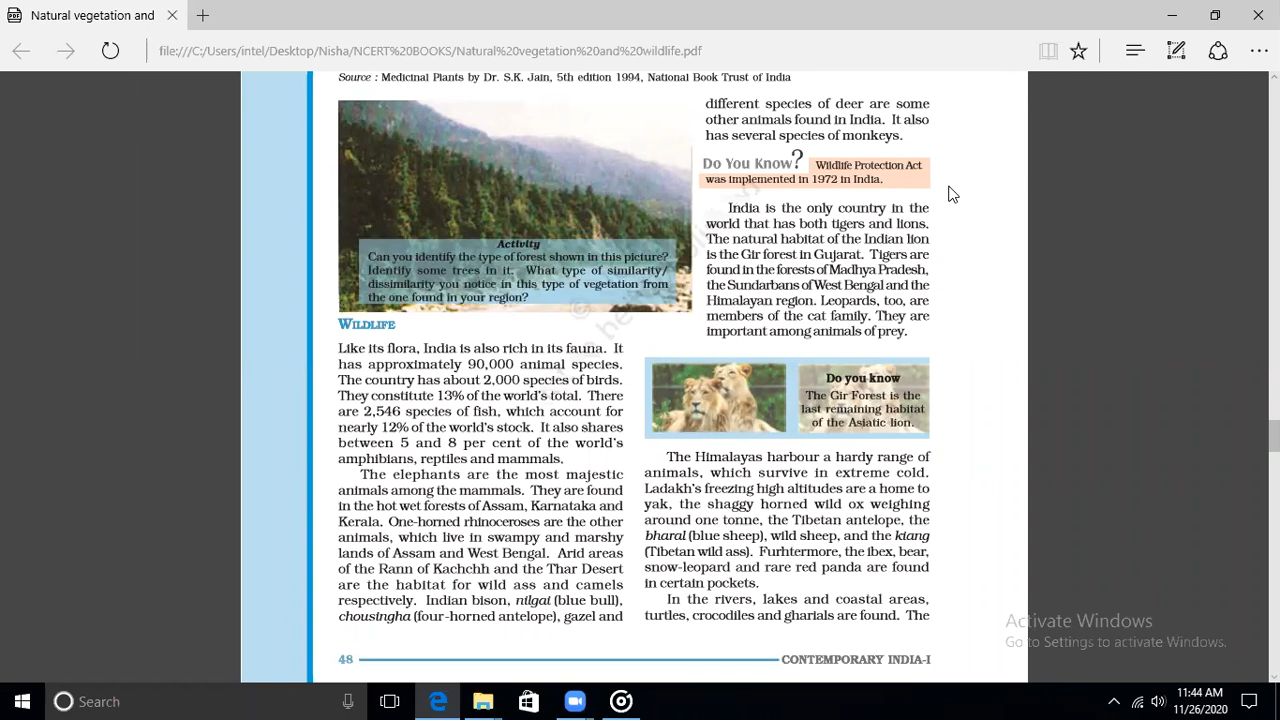 Natural vegetation and
file:///C:/Users/intel/Desktop/Nisha/NCERT%20BOOKS/Natural%20vegetation%20and%20wildlife.pdf
Source : Medicinal Plants by Dr. S.K. Jain, 5th edition 1994, National Book Trust of India
Activity
Can you identify the type of forest shown in this picture?
Identify some trees in it. What type of similarity/
dissimilarity you notice in this type of vegetation from
the one found in your region?
WILDLIFE
Like its flora, India is also rich in its fauna. It
has approximately 90,000 animal species.
The country has about 2,000 species of birds.
They constitute 13% of the world's total. There
are 2,546 species of fish, which account for
nearly 12% of the world's stock. It also shares
between 5 and 8 per cent of the world's
amphibians, reptiles and mammals.
The elephants are the most majestic
animals among the mammals. They are found
in the hot wet forests of Assam, Karnataka and
Kerala. One-horned rhinoceroses are the other
animals, which live in swampy and marshy
lands of Assam and West Bengal. Arid areas
of the Rann of Kachchh and the Thar Desert
are the habitat for wild ass and camels
respectively. Indian bison, nilgai (blue bull),
chousingha (four-horned antelope), gazel and
different species of deer are some
other animals found in India. It also
has several species of monkeys.
Do You Know? Wildlife Protection Act
was implemented in 1972 in India.
India is the only country in the
world that has both tigers and lions.
The natural habitat of the Indian lion
is the Gir forest in Gujarat. Tigers are
found in the forests of Madhya Pradesh,
the Sundarbans of West Bengal and the
Himalayan region. Leopards, too, are
members of the cat family. They are
important among animals of prey.
Do you know
The Gir Forest is the
last remaining habitat
of the Asiatic lion.
The Himalayas harbour a hardy range of
animals, which survive in extreme cold.
Ladakh's freezing high altitudes are a home to
yak, the shaggy horned wild ox weighing
around one tonne, the Tibetan antelope, the
bharal (blue sheep), wild sheep, and the kiang
(Tibetan wild ass). Furhtermore, the ibex, bear,
snow-leopard and rare red panda are found
in certain pockets.
In the rivers, lakes and coastal areas,
turtles, crocodiles and gharials are found. The
48
CONTEMPORARY INDIA-I
Activate Windows
Go to Settings to activate Windows.
Search
11:44 AM
11/26/2020